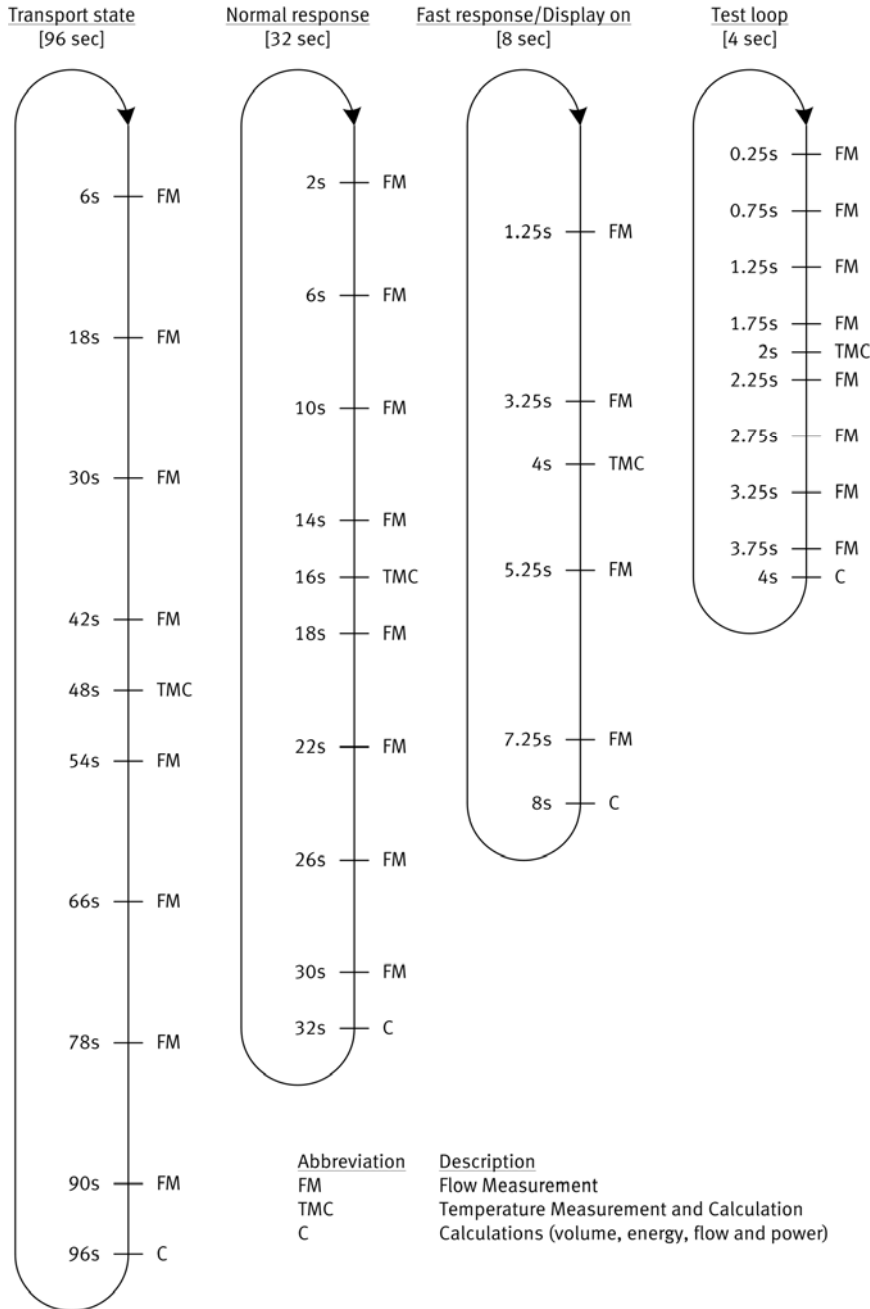 Transport state
[96 sec]
6s FM
18s FM
30s FM
42s FM
48s TMC
54s FM
66s FM
78s FM
90s FM
96s C
Normal response
[32 sec]
2s FM
6s FM
10s FM
14s FM
16s TMC
18s FM
22s FM
26s FM
30s FM
32s C
Fast response/Display on
[8 sec]
1.25s FM
3.25s FM
4s TMC
5.25s FM
7.25s FM
8s C
Test loop
[4 sec]
0.25s FM
0.75s FM
1.25s FM
1.75s FM
2s TMC
2.25s FM
2.75s FM
3.25s FM
3.75s FM
4s C
Abbreviation Description
FM Flow Measurement
TMC Temperature Measurement and Calculation
C Calculations (volume, energy, flow and power)